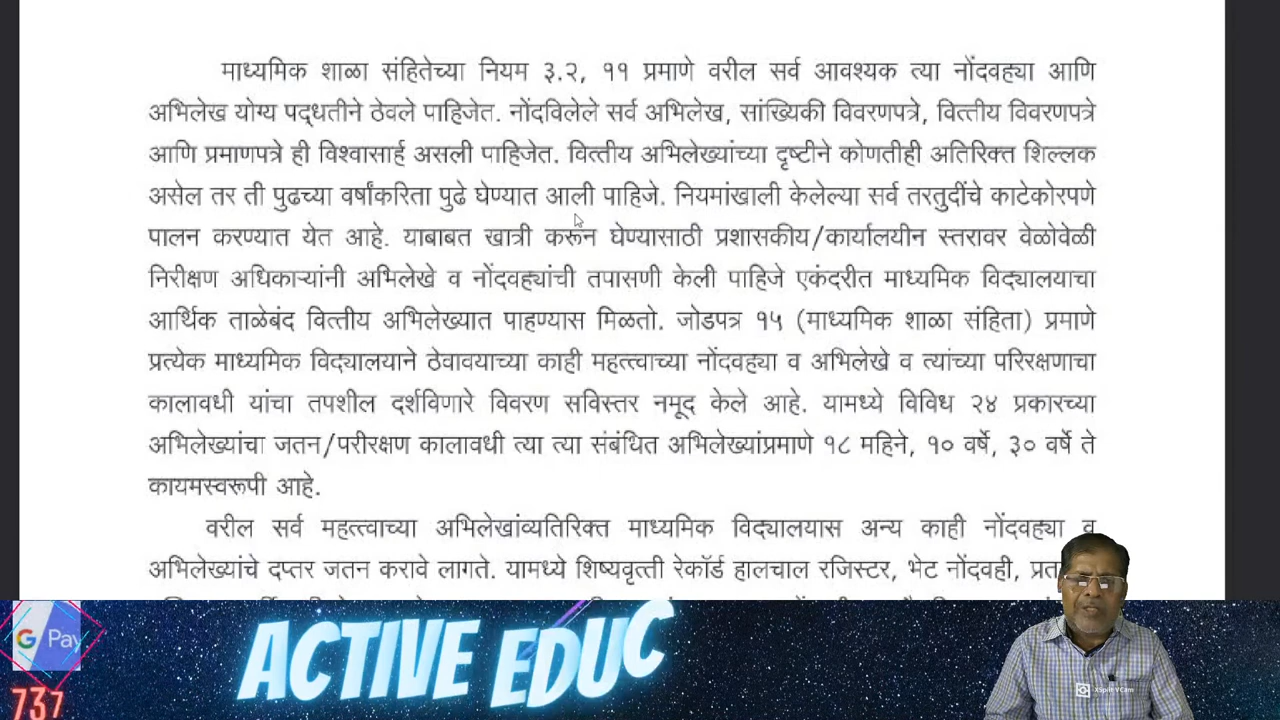 माध्यमिक शाळा संहितेच्या नियम ३.२, ११ प्रमाणे वरील सर्व आवश्यक त्या नोंदवह्या आणि
अभिलेख योग्य पद्धतीने ठेवले पाहिजेत. नोंदविलेले सर्व अभिलेख, सांख्यिकी विवरणपत्रे, वित्तीय विवरणपत्रे
आणि प्रमाणपत्रे ही विश्वासार्ह असली पाहिजेत. वित्तीय अभिलेख्यांच्या दृष्टीने कोणतीही अतिरिक्त शिल्लक
असेल तर ती पुढच्या वर्षांकरिता पुढे घेण्यात आली पाहिजे. नियमांखाली केलेल्या सर्व तरतुदींचे काटेकोरपणे
पालन करण्यात येत आहे. याबाबत खात्री करून घेण्यासाठी प्रशासकीय/कार्यालयीन स्तरावर वेळोवेळी
निरीक्षण अधिकाऱ्यांनी अभिलेखे व नोंदवह्यांची तपासणी केली पाहिजे एकंदरीत माध्यमिक विद्यालयाचा
आर्थिक ताळेबंद वित्तीय अभिलेख्यात पाहण्यास मिळतो. जोडपत्र १५ (माध्यमिक शाळा संहिता) प्रमाणे
प्रत्येक माध्यमिक विद्यालयाने ठेवावयाच्या काही महत्त्वाच्या नोंदवह्या व अभिलेखे व त्यांच्या परिरक्षणाचा
कालावधी यांचा तपशील दर्शविणारे विवरण सविस्तर नमूद केले आहे. यामध्ये विविध २४ प्रकारच्या
अभिलेख्यांचा जतन/परीरक्षण कालावधी त्या त्या संबंधित अभिलेख्यांप्रमाणे १८ महिने, १० वर्षे, ३० वर्षे ते
कायमस्वरूपी आहे.
वरील सर्व महत्त्वाच्या अभिलेखांव्यतिरिक्त माध्यमिक विद्यालयास अन्य काही नोंदवह्या व
अभिलेख्यांचे दप्तर जतन करावे लागते. यामध्ये शिष्यवृत्ती रेकॉर्ड हालचाल रजिस्टर, भेट नोंदवही,
G Pay
ACTIVE EDUC
737
XSplit VCam